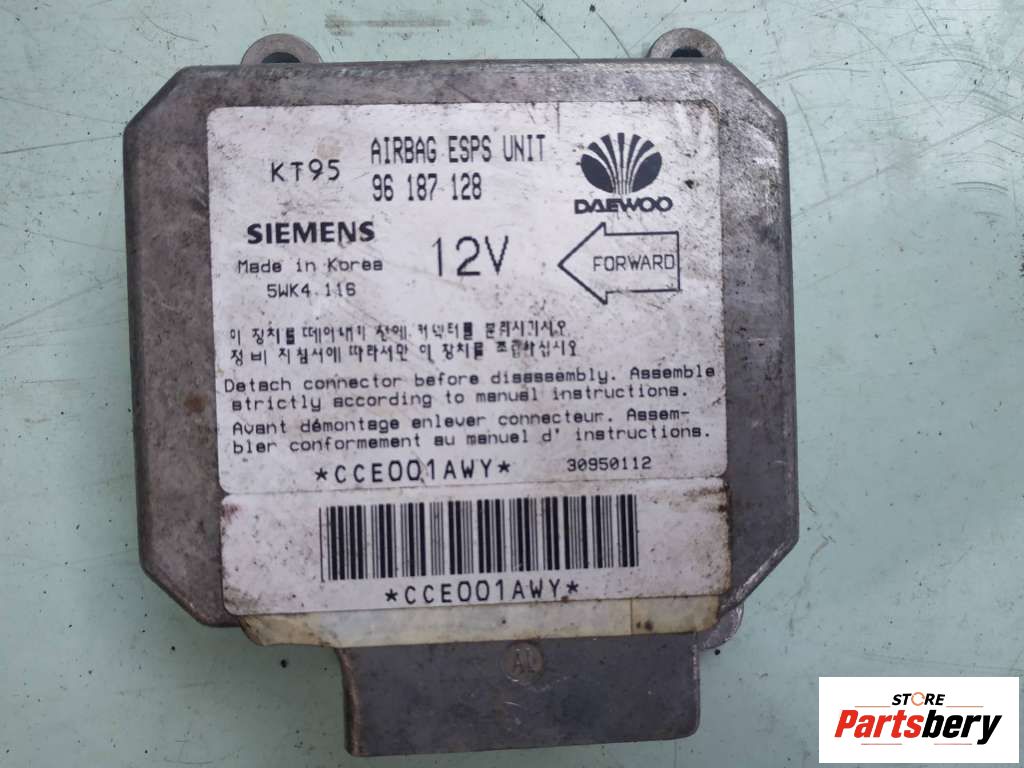 KT95
AIRBAG ESPS UNIT
96 187 128
DAEWOO
SIEMENS
Made in Korea
5WK4 116
12V
FORWARD
이 장치를 떼어내기 전에 커넥터를 분리시키시오
정비 지침서에 따라서만 이 장치를 조립하십시오
Detach connector before disasssembly. Assemble
strictly according to manual instructions.
Avant démontage enlever connecteur. Assem-
bler conformement au manuel d' instructions.
*CCE001AWY* 30950112
*CCE001AWY*
AL
STORE
Partsbery